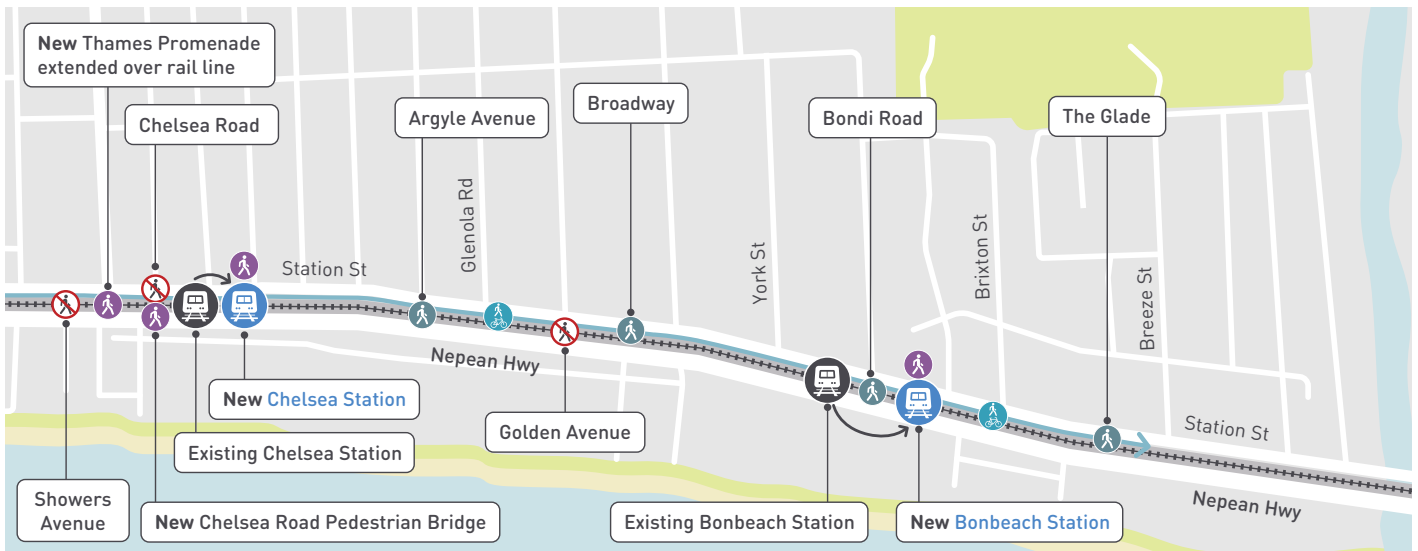 New Thames Promenade
extended over rail line
Chelsea Road
Argyle Avenue
Broadway
Bondi Road
The Glade
Station St
Glenola Rd
York St
Brixton St
Breeze St
Nepean Hwy
New Chelsea Station
Existing Chelsea Station
Golden Avenue
Station St
Showers
Avenue
New Chelsea Road Pedestrian Bridge
Existing Bonbeach Station
New Bonbeach Station
Nepean Hwy